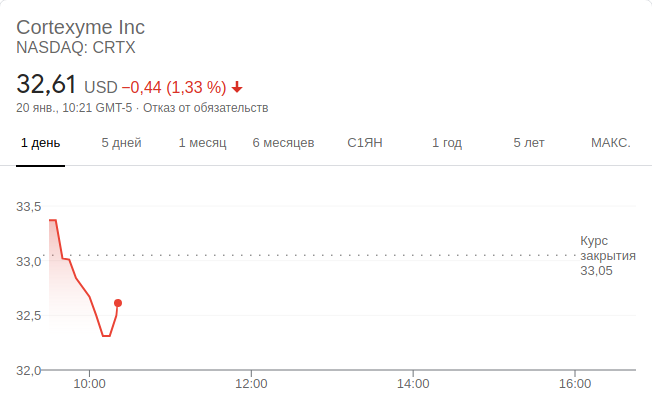 Cortexyme Inc
NASDAQ: CRTX
32,61 USD −0,44 (1,33 %)
20 янв., 10:21 GMT-5 · Отказ от обязательств
1 день 5 дней 1 месяц 6 месяцев С1ЯН 1 год 5 лет МАКС.
33,5
Курс
закрытия
33,05
33,0
32,5
32,0
10:00 12:00 14:00 16:00